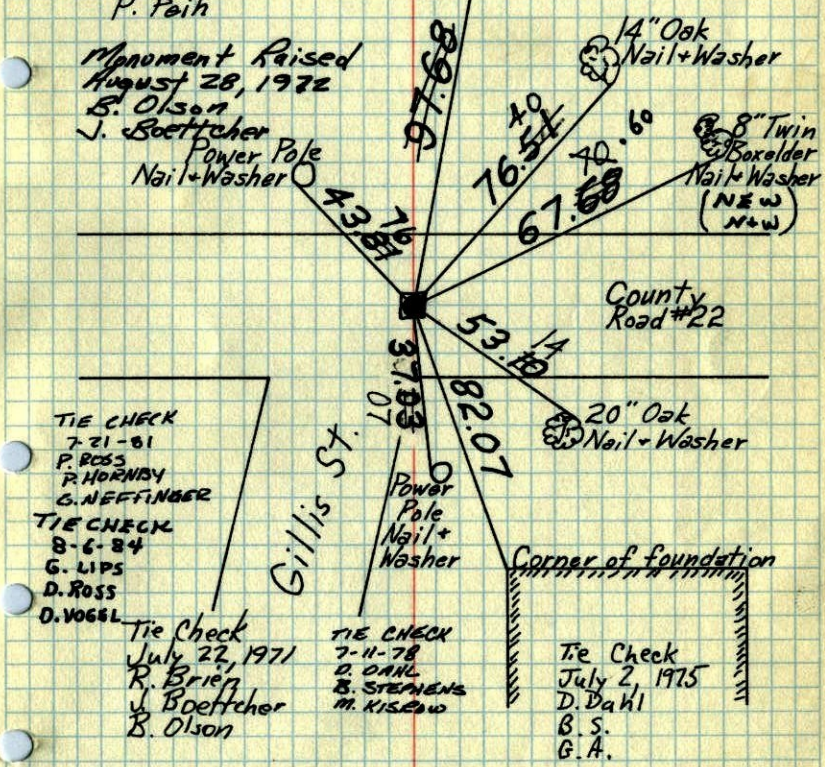 P. Pein
Monument Raised
August 28, 1972
B. Olson
J. Boettcher
Power Pole
Nail+Washer
43.87
76
67.68
14" Oak
Nail+Washer
76.51
40
8" Twin
Boxelder
Nail+Washer
(NEW
N+W)
67.68
40
.60
County
Road #22
53.10
14
20" Oak
Nail+Washer
37.03
07
82.07
Power
Pole
Nail+
Washer
Gillis St.
Corner of foundation
TIE CHECK
7-21-81
P. ROSS
P. HORNBY
G. NEFFINGER
TIE CHECK
8-6-84
G. LIPS
D. ROSS
D. VOGEL
Tie Check
July 22, 1971
R. Brien
J. Boettcher
B. Olson
TIE CHECK
7-11-78
D. DAHL
B. STEPHENS
M. KISROW
Tie Check
July 2, 1975
D. Dahl
B. S.
G. A.